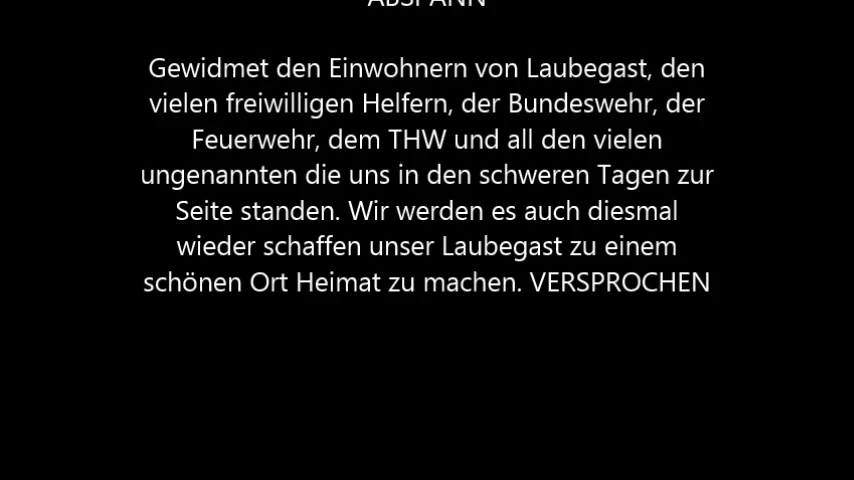 ABSPANN
Gewidmet den Einwohnern von Laubegast, den
vielen freiwilligen Helfern, der Bundeswehr, der
Feuerwehr, dem THW und all den vielen
ungenannten die uns in den schweren Tagen zur
Seite standen. Wir werden es auch diesmal
wieder schaffen unser Laubegast zu einem
schönen Ort Heimat zu machen. VERSPROCHEN